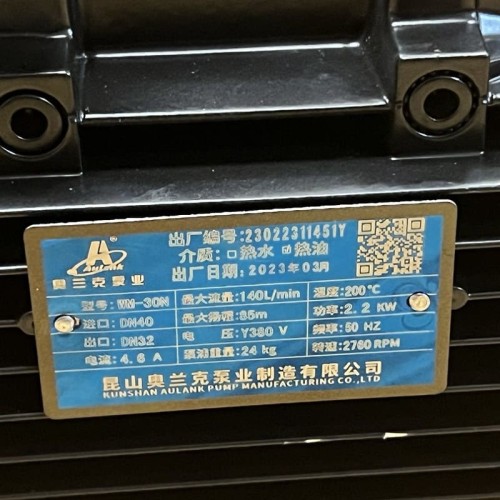 出厂编号:23022311451Y
介质:□热水 ☑热油
出厂日期:2023年03月
AULANK®
奥兰克泵业
型号:WM-30N 最大流量:140L/min 温度:200℃
进口:DN40 最大扬程:85m 功率:2.2 KW
出口:DN32 电 压:Y380 V 频率:50 HZ
电流:4.6 A 泵浦重量:24 kg 转速:2760 RPM
昆山奥兰克泵业制造有限公司
KUNSHAN AULANK PUMP MANUFACTURING CO.,LTD